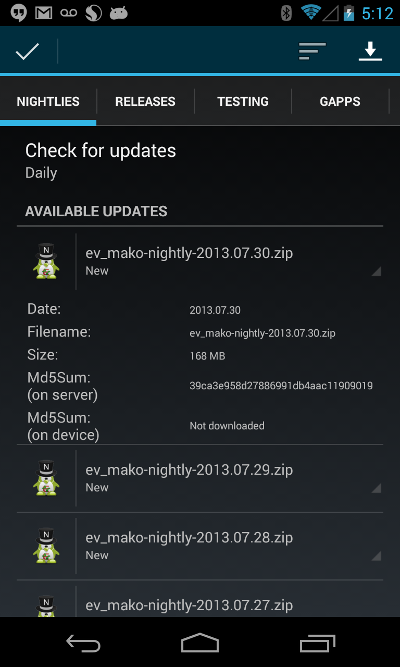 5:12
NIGHTLIES
RELEASES
TESTING
GAPPS
Check for updates
Daily
AVAILABLE UPDATES
N
ev_mako-nightly-2013.07.30.zip
New
Date:
2013.07.30
Filename:
ev_mako-nightly-2013.07.30.zip
Size:
168 MB
Md5Sum:
(on server)
39ca3e958d27886991db4aac11909019
Md5Sum:
(on device)
Not downloaded
N
ev_mako-nightly-2013.07.29.zip
New
N
ev_mako-nightly-2013.07.28.zip
New
N
ev_mako-nightly-2013.07.27.zip